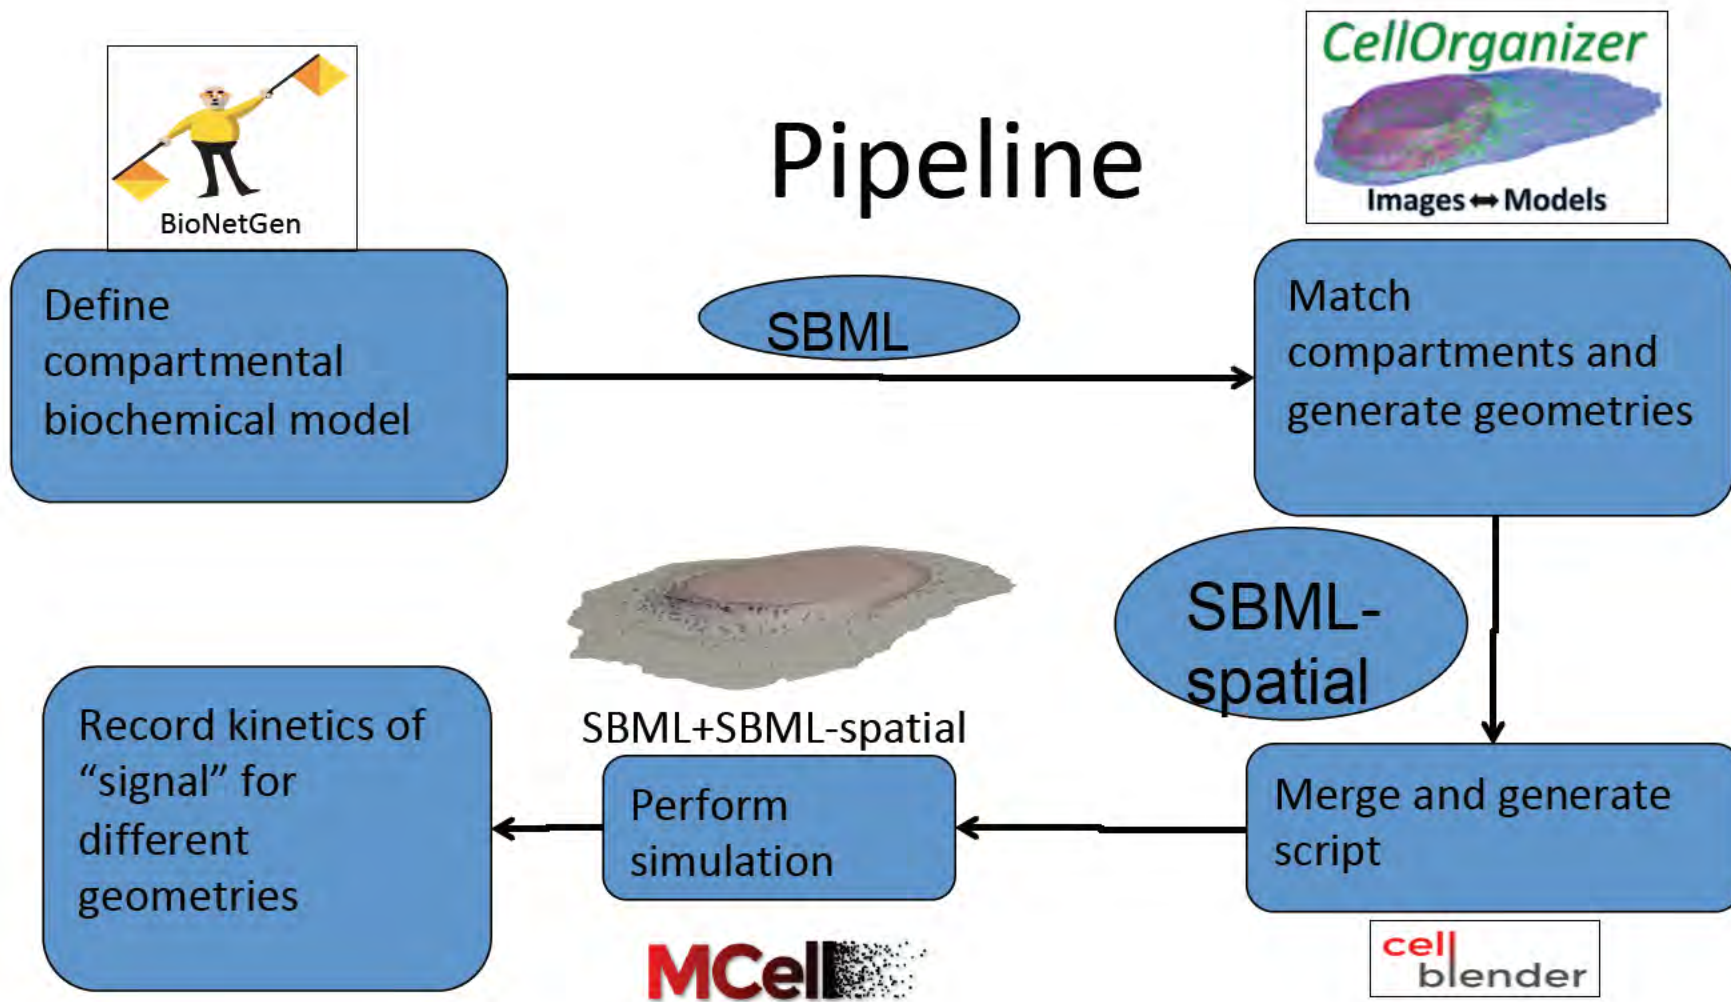 CellOrganizer
Pipeline
Images ⬌ Models
BioNetGen
Define
compartmental
biochemical model
SBML
Match
compartments and
generate geometries
SBML-
spatial
SBML+SBML-spatial
Record kinetics of
“signal” for
different
geometries
Perform
simulation
Merge and generate
script
MCell
cell
blender